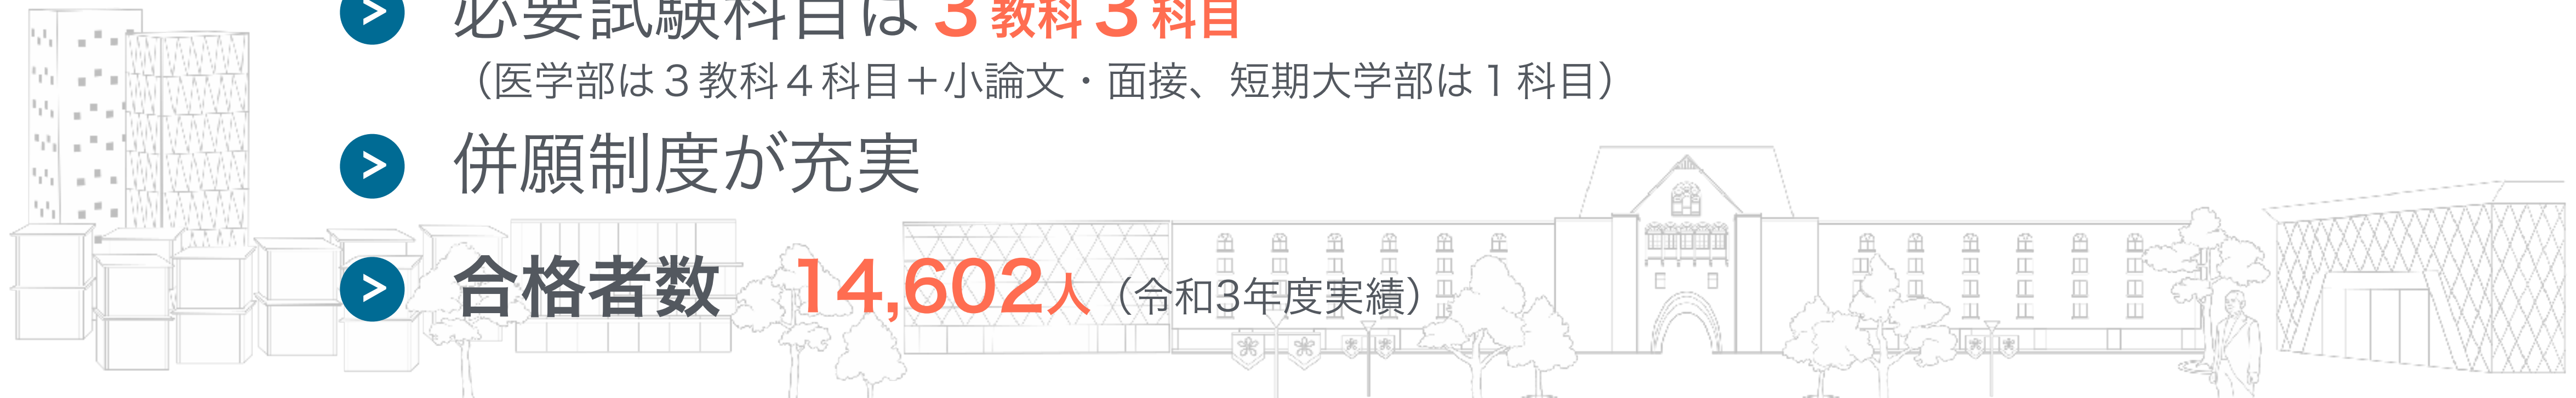 必要試験科目は3教科3科目
（医学部は3教科4科目＋小論文・面接、短期大学部は1科目）
併願制度が充実
合格者数 14,602人（令和3年度実績）